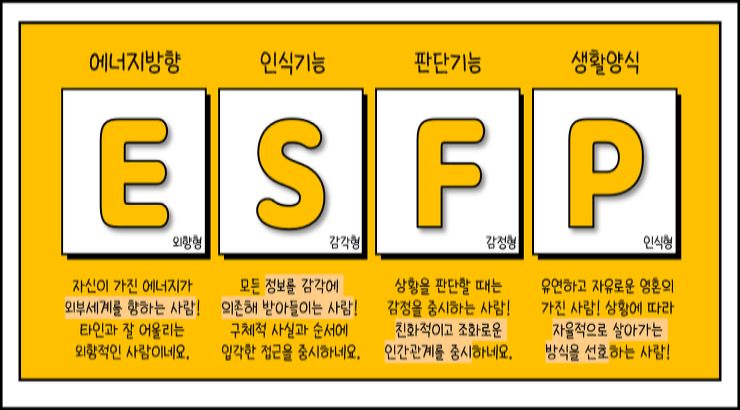 에너지방향
E
외향형
자신이 가진 에너지가
외부세계를 향하는 사람!
타인과 잘 어울리는
외향적인 사람이네요.
인식기능
S
감각형
모든 정보를 감각에
의존해 받아들이는 사람!
구체적 사실과 순서에
입각한 접근을 중시하네요.
판단기능
F
감정형
상황을 판단할 때는
감정을 중시하는 사람!
친화적이고 조화로운
인간관계를 중시하네요.
생활양식
P
인식형
유연하고 자유로운 영혼의
가진 사람! 상황에 따라
자율적으로 살아가는
방식을 선호하는 사람!